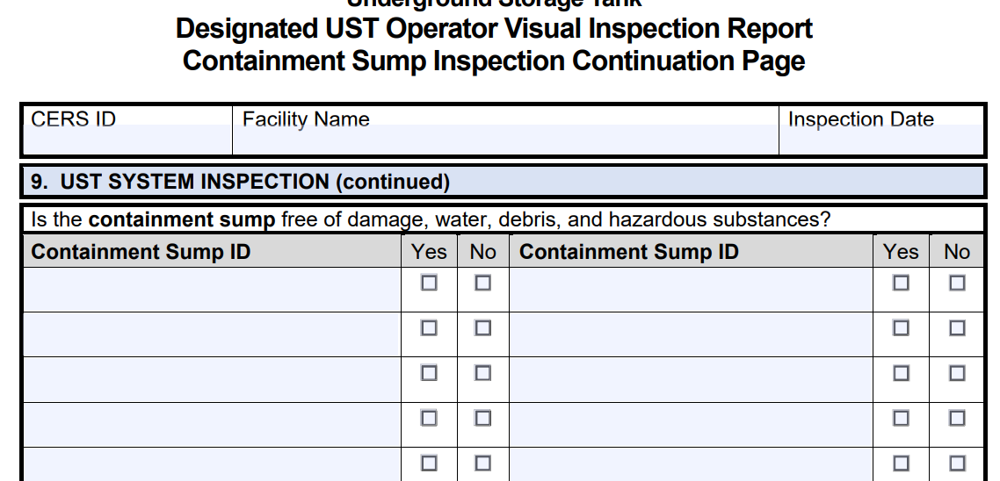 Underground Storage Tank
Designated UST Operator Visual Inspection Report
Containment Sump Inspection Continuation Page
CERS ID Facility Name Inspection Date
9. UST SYSTEM INSPECTION (continued)
Is the containment sump free of damage, water, debris, and hazardous substances?
Containment Sump ID Yes No Containment Sump ID Yes No